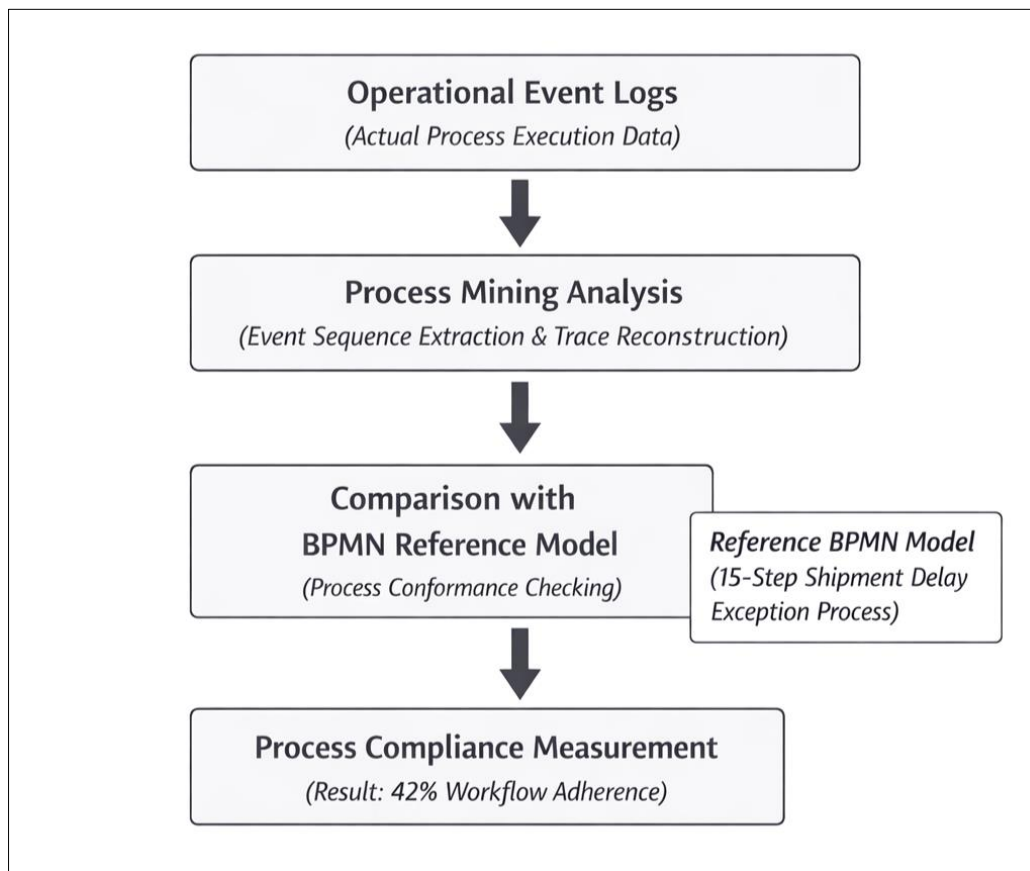 Operational Event Logs
(Actual Process Execution Data)
Process Mining Analysis
(Event Sequence Extraction & Trace Reconstruction)
Comparison with
BPMN Reference Model
(Process Conformance Checking)
Reference BPMN Model
(15-Step Shipment Delay
Exception Process)
Process Compliance Measurement
(Result: 42% Workflow Adherence)